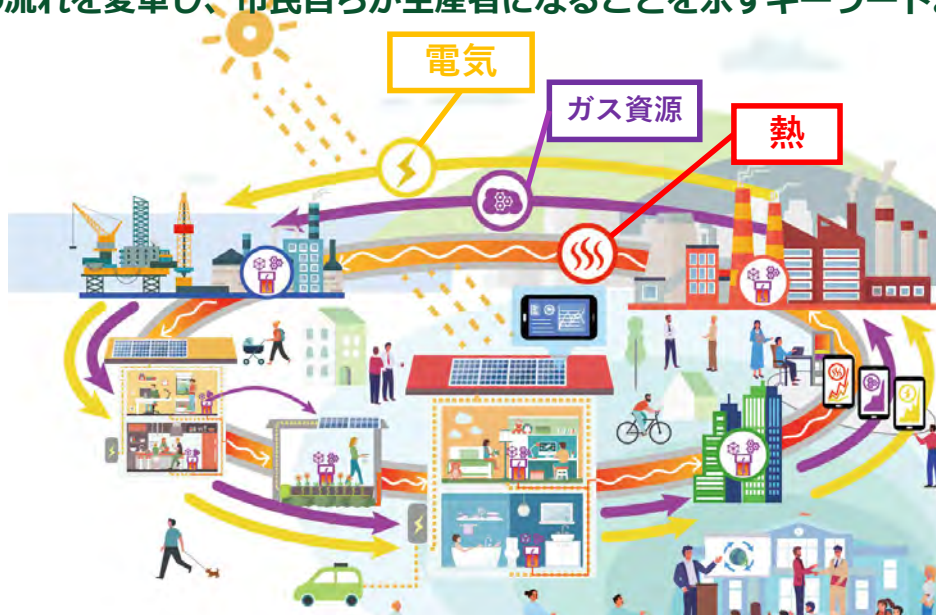 の流れを変革し、市民自らが生産者になることを示すキーワード。
電気
ガス資源
熱